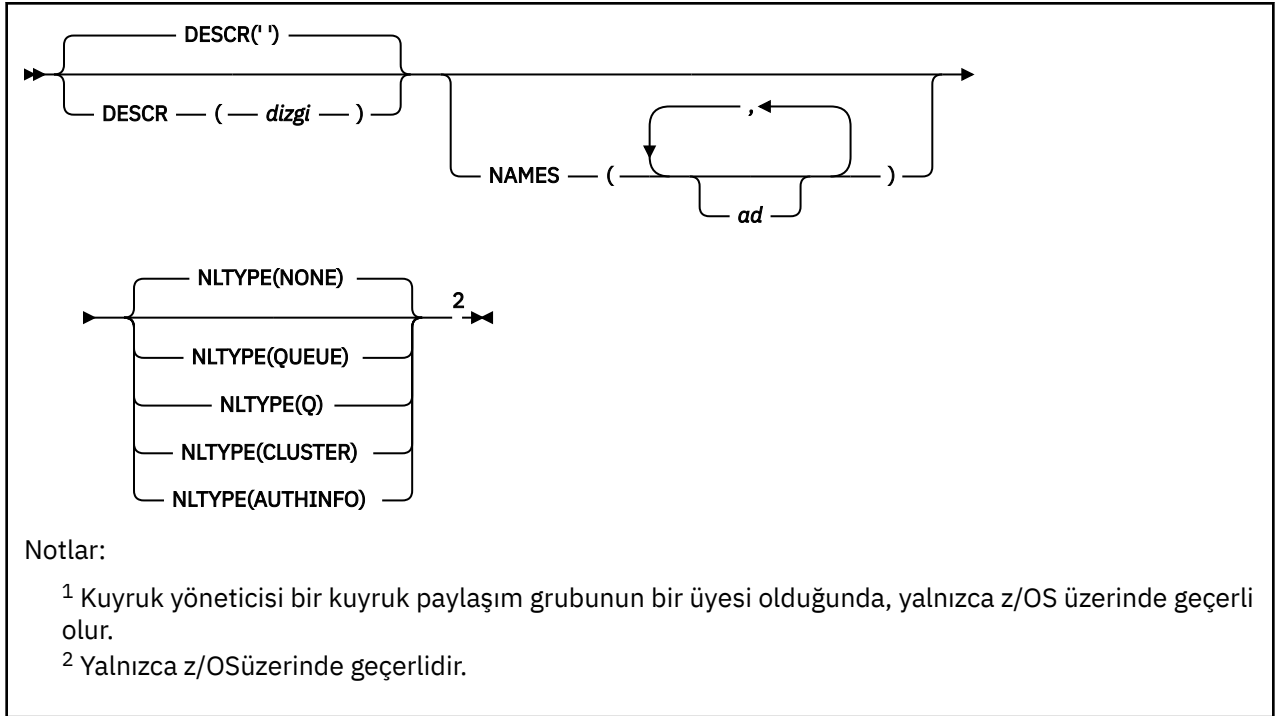 DESCR(' ')
DESCR ( dizgi )
,
NAMES ( )
ad
NLTYPE(NONE)
2
NLTYPE(QUEUE)
NLTYPE(Q)
NLTYPE(CLUSTER)
NLTYPE(AUTHINFO)
Notlar:
1 Kuyruk yöneticisi bir kuyruk paylaşım grubunun bir üyesi olduğunda, yalnızca z/OS üzerinde geçerli
olur.
2 Yalnızca z/OSüzerinde geçerlidir.